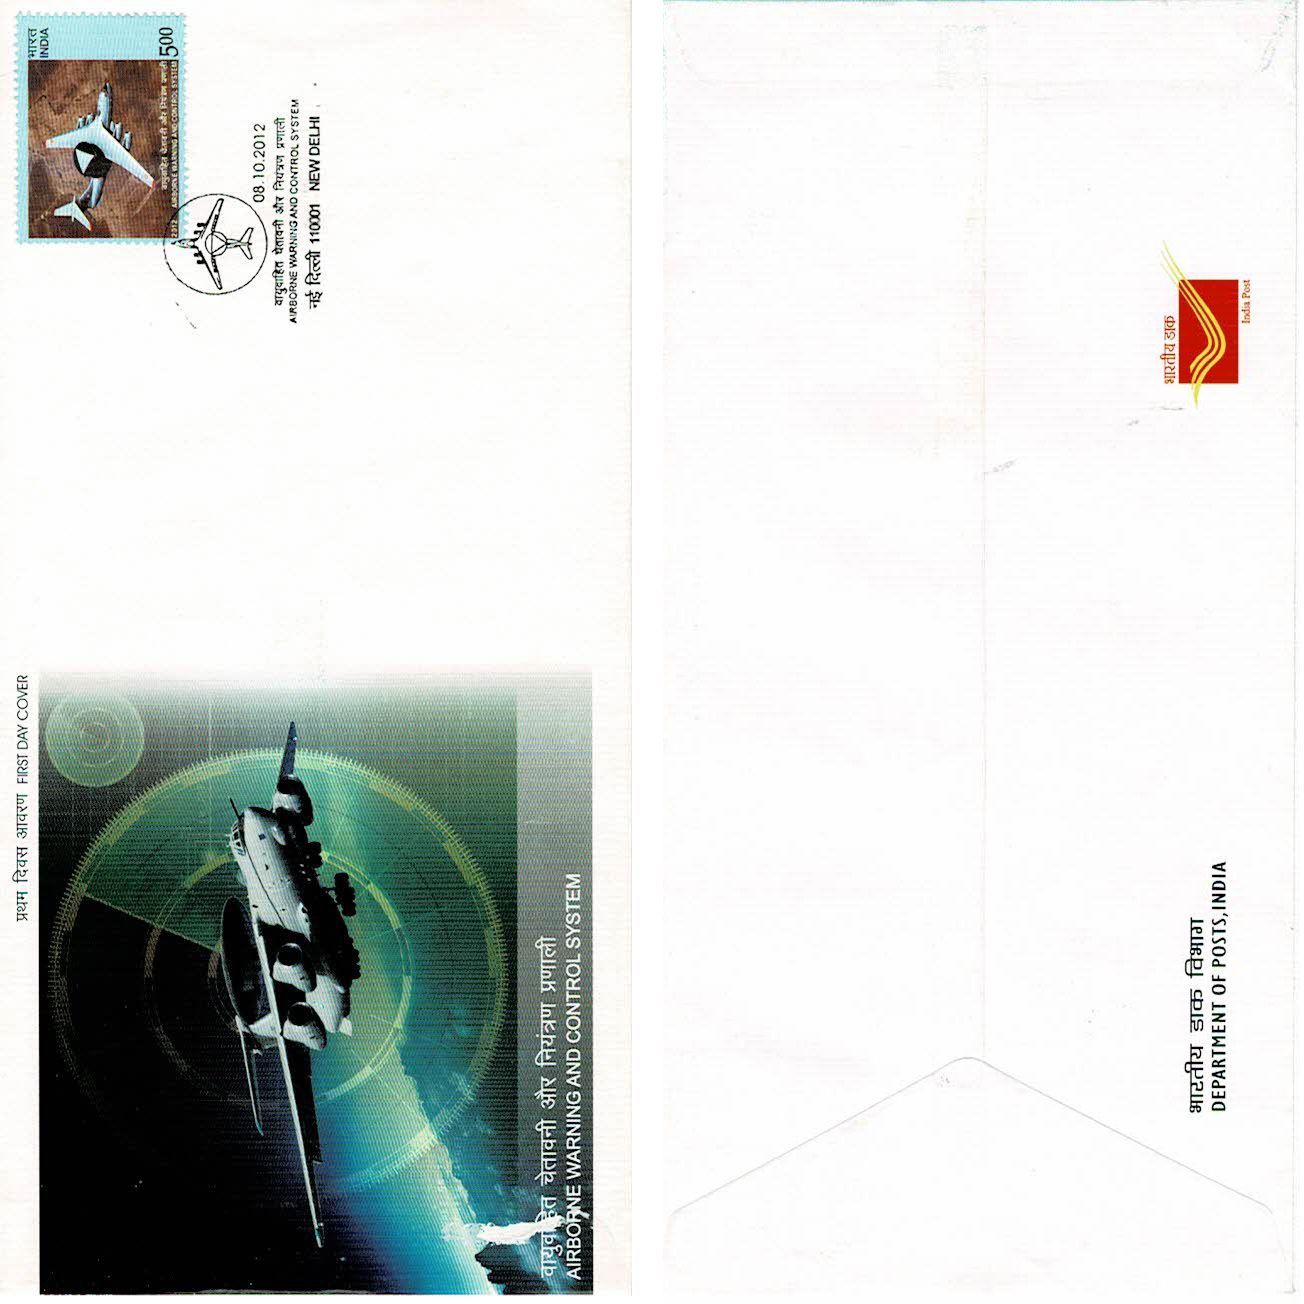 प्रथम दिवस आवरण FIRST DAY COVER
भारत
INDIA
वायुवाहित चेतावनी और नियंत्रण प्रणाली
2012 AIRBORNE WARNING AND CONTROL SYSTEM
5.00
08.10.2012
वायुवाहित चेतावनी और नियंत्रण प्रणाली
AIRBORNE WARNING AND CONTROL SYSTEM
नई दिल्ली 110001 NEW DELHI
वायुवाहित चेतावनी और नियंत्रण प्रणाली
AIRBORNE WARNING AND CONTROL SYSTEM
भारतीय डाक विभाग
DEPARTMENT OF POSTS, INDIA
भारतीय डाक
India Post